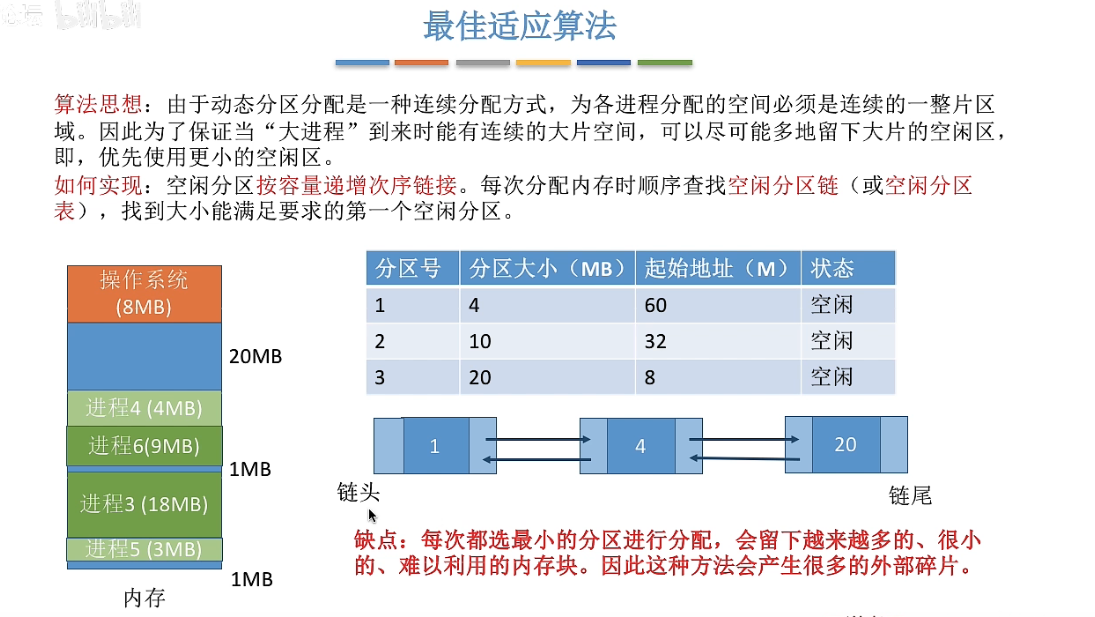 bilibili
最佳适应算法
算法思想：由于动态分区分配是一种连续分配方式，为各进程分配的空间必须是连续的一整片区
域。因此为了保证当“大进程”到来时能有连续的大片空间，可以尽可能多地留下大片的空闲区，
即，优先使用更小的空闲区。
如何实现：空闲分区按容量递增次序链接。每次分配内存时顺序查找空闲分区链（或空闲分区
表），找到大小能满足要求的第一个空闲分区。
操作系统
(8MB)
20MB
进程4 (4MB)
进程6(9MB)
1MB
进程3 (18MB)
进程5 (3MB)
1MB
内存
分区号 分区大小（MB） 起始地址（M） 状态
1 4 60 空闲
2 10 32 空闲
3 20 8 空闲
1 4 20
链头 链尾
缺点：每次都选最小的分区进行分配，会留下越来越多的、很小
的、难以利用的内存块。因此这种方法会产生很多的外部碎片。